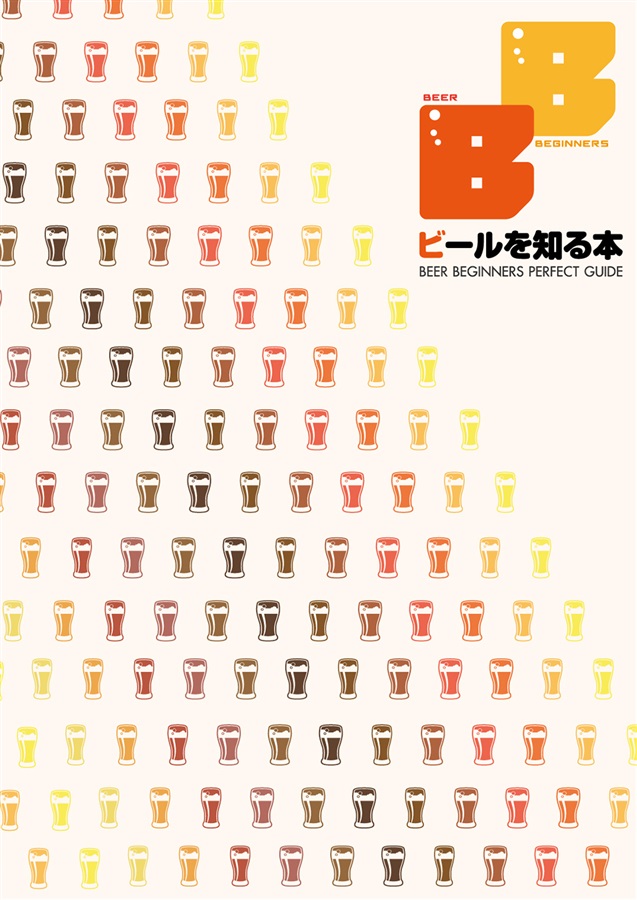 BEER
BEGINNERS
ビールを知る本
BEER BEGINNERS PERFECT GUIDE